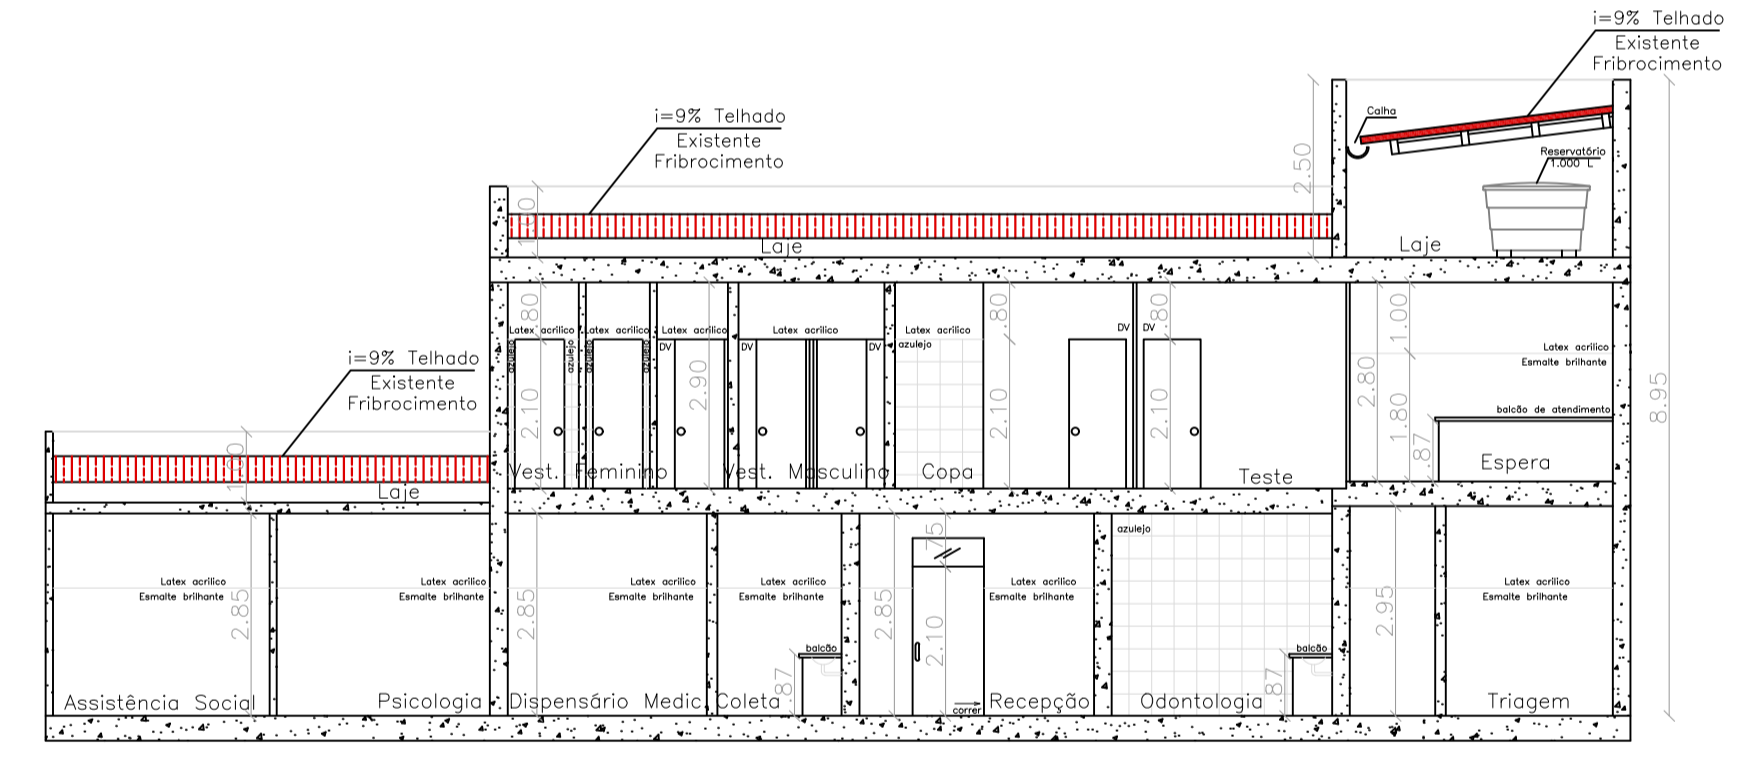 i=9% Telhado
Existente
Fribrocimento
Calha
Reservatório
1.000 L
2.50
i=9% Telhado
Existente
Fribrocimento
1.00
Laje
Laje
8.95
i=9% Telhado
Existente
Fribrocimento
1.00
Laje
.80
Latex acrilico
azulejo
azulejo
2.10
Latex acrilico
azulejo
Latex acrilico
DV
2.90
Latex acrilico
DV
DV
Latex acrilico
azulejo
.80
2.10
DV
DV
.80
2.10
2.80
1.00
1.80
Latex acrilico
Esmalte brilhante
balcão de atendimento
.87
Vest. Feminino
Vest. Masculino
Copa
Teste
Espera
Latex acrilico
Esmalte brilhante
2.85
Latex acrilico
Esmalte brilhante
2.85
Latex acrilico
Esmalte brilhante
Latex acrilico
Esmalte brilhante
balcão
.87
2.85
.75
2.10
correr
Latex acrilico
Esmalte brilhante
azulejo
balcão
.87
2.95
Latex acrilico
Esmalte brilhante
Assistência Social
Psicologia
Dispensário Medic.
Coleta
Recepção
Odontologia
Triagem